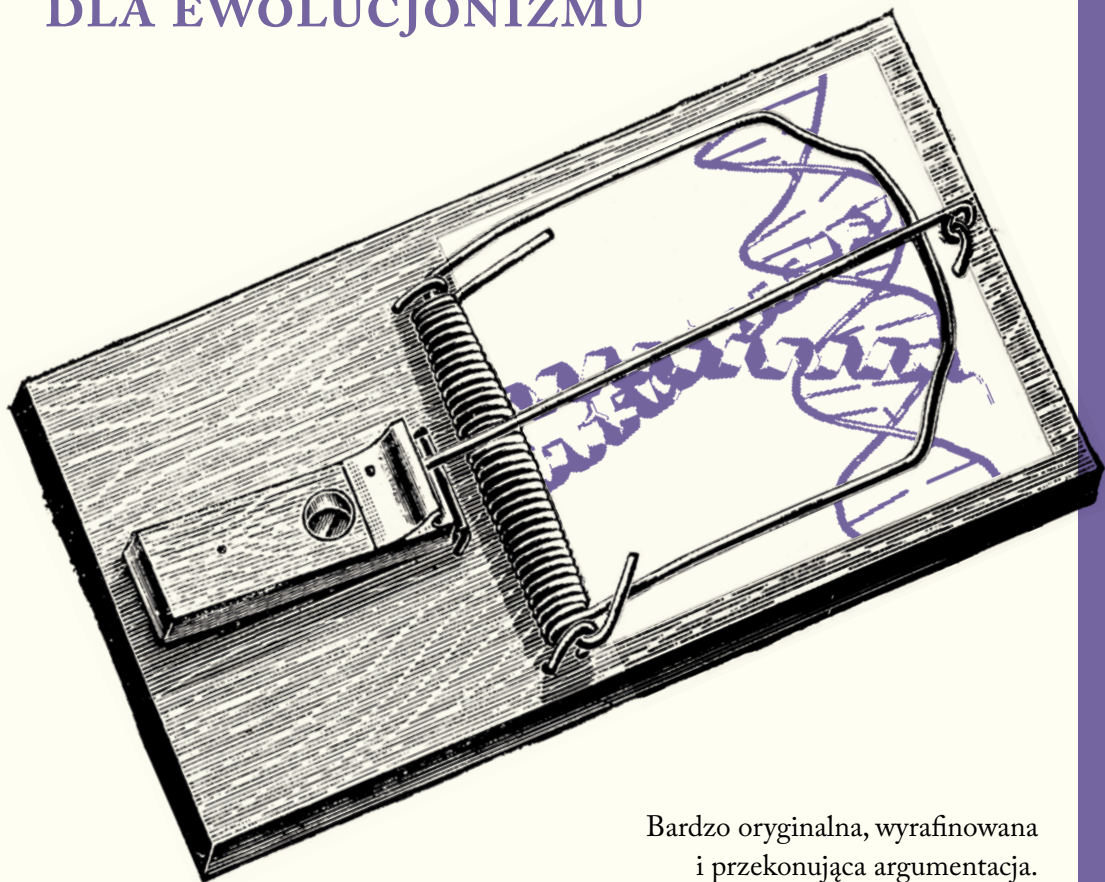 DLA EWOLUCJONIZMU
Bardzo oryginalna, wyrafinowana
i przekonująca argumentacja.